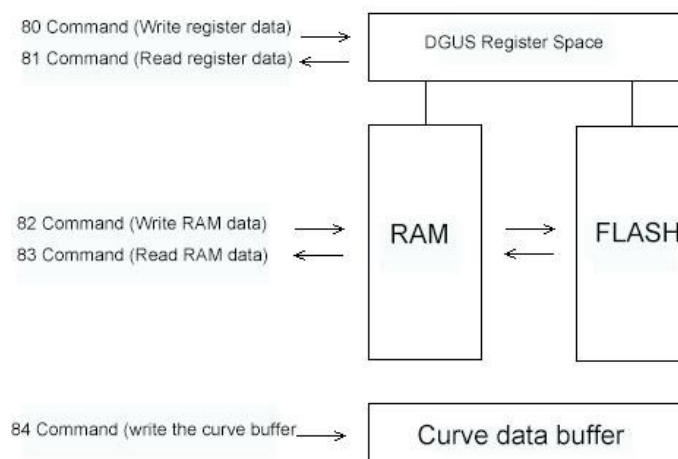 80 Command (Write register data)
81 Command (Read register data)
DGUS Register Space
82 Command (Write RAM data)
83 Command (Read RAM data)
RAM
FLASH
84 Command (write the curve buffer
Curve data buffer